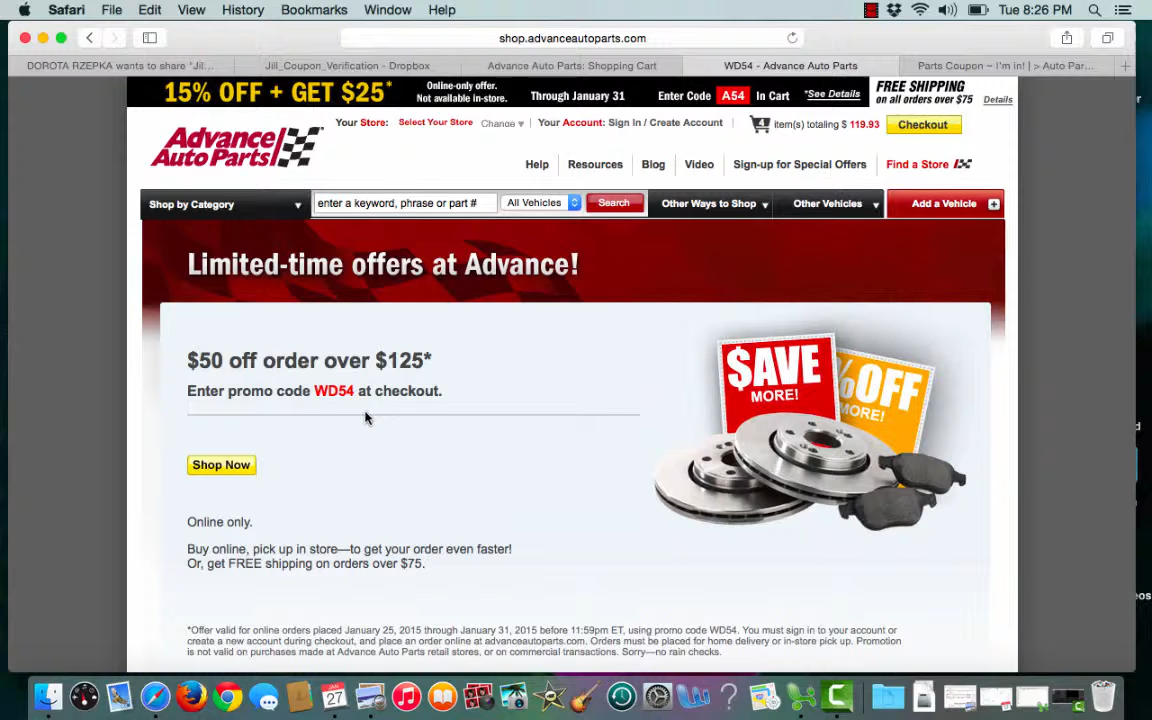 Safari File Edit View History Bookmarks Window Help Tue 8:26 PM
shop.advanceautoparts.com
DOROTA RZEPKA wants to share "Jil... Jill_Coupon_Verification - Dropbox Advance Auto Parts: Shopping Cart WD54 - Advance Auto Parts Parts Coupon ~ I'm in! | > Auto Par...
15% OFF + GET $25* Online-only offer. Not available in-store. Through January 31 Enter Code A54 In Cart *See Details FREE SHIPPING on all orders over $75 Details
Advance Auto Parts
Your Store: Select Your Store Change Your Account: Sign In / Create Account 4 item(s) totaling $ 119.93 Checkout
Help Resources Blog Video Sign-up for Special Offers Find a Store
Shop by Category enter a keyword, phrase or part # All Vehicles Search Other Ways to Shop Other Vehicles Add a Vehicle
Limited-time offers at Advance!
$50 off order over $125*
Enter promo code WD54 at checkout.
$AVE MORE!
%OFF MORE!
Shop Now
Online only.
Buy online, pick up in store—to get your order even faster!
Or, get FREE shipping on orders over $75.
*Offer valid for online orders placed January 25, 2015 through January 31, 2015 before 11:59pm ET, using promo code WD54. You must sign in to your account or
create a new account during checkout, and place an order online at advanceautoparts.com. Orders must be placed for home delivery or in-store pick up. Promotion
is not valid on purchases made at Advance Auto Parts retail stores, or on commercial transactions. Sorry—no rain checks.
JAN 27